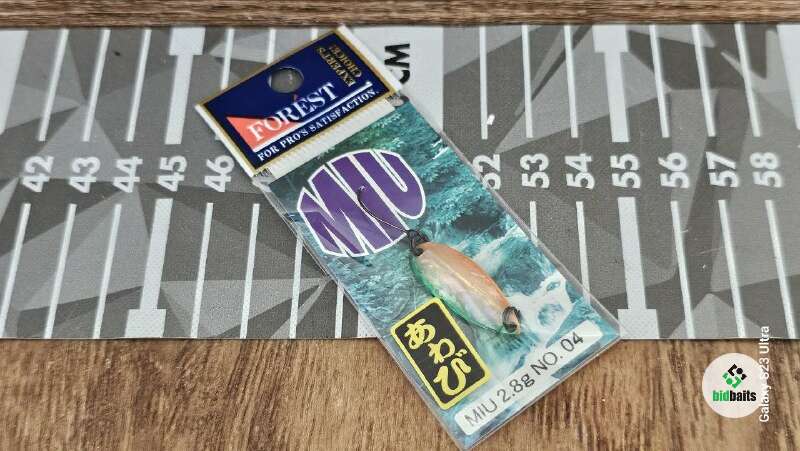 EXPERT'S
CHOICE!
FOREST
FOR PRO'S SATISFACTION.
MIU
あわび
MIU 2.8g NO. 04
CM
42 43 44 45 46 52 53 54 55 56 57 58
bidbaits
Galaxy S23 Ultra